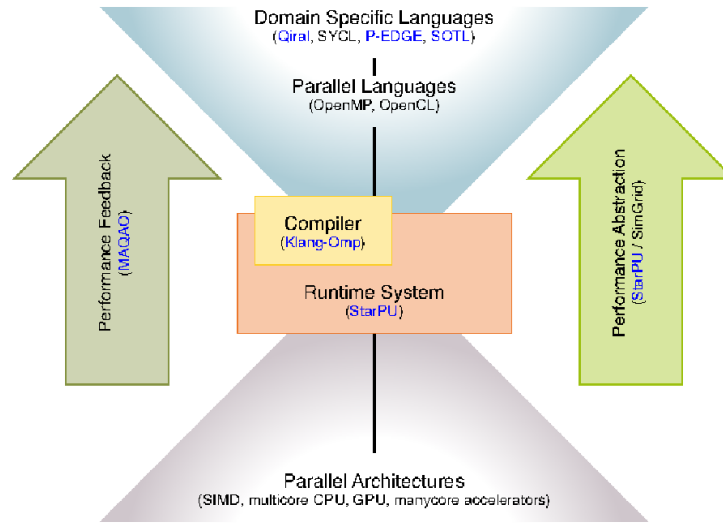 Domain Specific Languages
(Qiral, SYCL, P-EDGE, SOTL)
Parallel Languages
(OpenMP, OpenCL)
Performance Feedback
(MAQAO)
Compiler
(Klang-Omp)
Runtime System
(StarPU)
Performance Abstraction
(StarPU / SimGrid)
Parallel Architectures
(SIMD, multicore CPU, GPU, manycore accelerators)